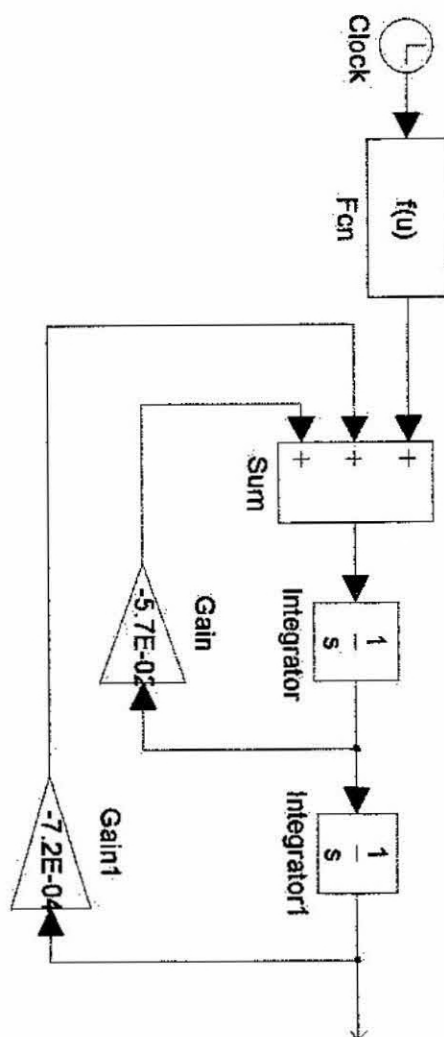 Clock
f(u)
Fcn
+
+
+
Sum
1
s
Integrator
-5.7E-02
Gain
1
s
Integrator1
-7.2E-04
Gain1